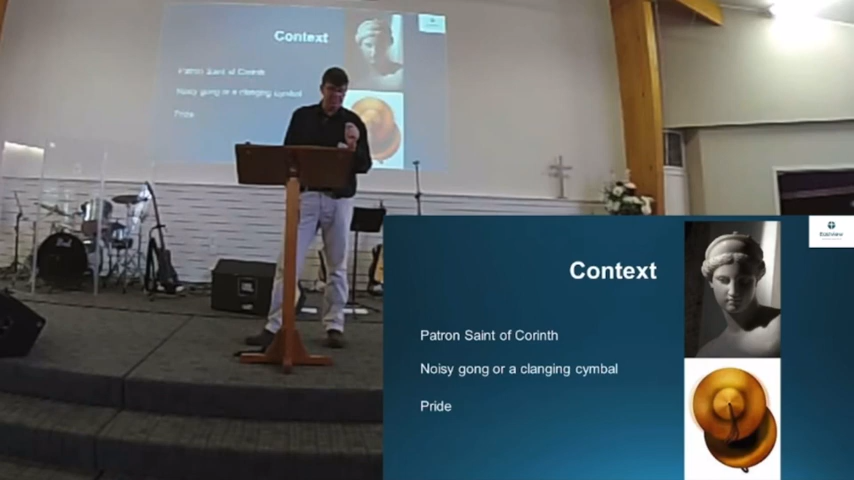 Context
Patron Saint of Corinth
Noisy gong or a clanging cymbal
Pride
Context
Patron Saint of Corinth
Noisy gong or a clanging cymbal
Pride
Pearl